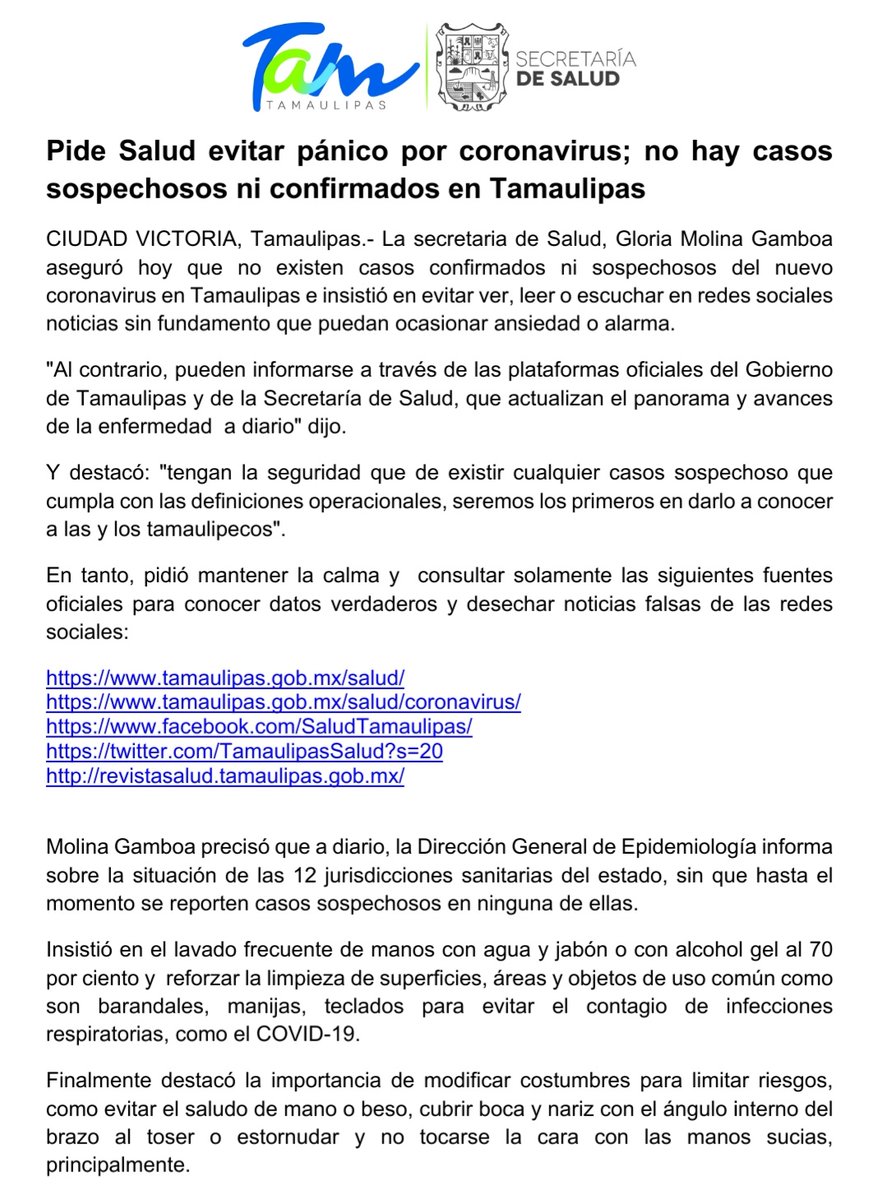 Tam
TAMAULIPAS
SECRETARÍA
DE SALUD
Pide Salud evitar pánico por coronavirus; no hay casos
sospechosos ni confirmados en Tamaulipas
CIUDAD VICTORIA, Tamaulipas.- La secretaria de Salud, Gloria Molina Gamboa
aseguró hoy que no existen casos confirmados ni sospechosos del nuevo
coronavirus en Tamaulipas e insistió en evitar ver, leer o escuchar en redes sociales
noticias sin fundamento que puedan ocasionar ansiedad o alarma.
"Al contrario, pueden informarse a través de las plataformas oficiales del Gobierno
de Tamaulipas y de la Secretaría de Salud, que actualizan el panorama y avances
de la enfermedad  a diario" dijo.
Y destacó: "tengan la seguridad que de existir cualquier casos sospechoso que
cumpla con las definiciones operacionales, seremos los primeros en darlo a conocer
a las y los tamaulipecos".
En tanto, pidió mantener la calma y  consultar solamente las siguientes fuentes
oficiales para conocer datos verdaderos y desechar noticias falsas de las redes
sociales:
https://www.tamaulipas.gob.mx/salud/
https://www.tamaulipas.gob.mx/salud/coronavirus/
https://www.facebook.com/SaludTamaulipas/
https://twitter.com/TamaulipasSalud?s=20
http://revistasalud.tamaulipas.gob.mx/
Molina Gamboa precisó que a diario, la Dirección General de Epidemiología informa
sobre la situación de las 12 jurisdicciones sanitarias del estado, sin que hasta el
momento se reporten casos sospechosos en ninguna de ellas.
Insistió en el lavado frecuente de manos con agua y jabón o con alcohol gel al 70
por ciento y  reforzar la limpieza de superficies, áreas y objetos de uso común como
son barandales, manijas, teclados para evitar el contagio de infecciones
respiratorias, como el COVID-19.
Finalmente destacó la importancia de modificar costumbres para limitar riesgos,
como evitar el saludo de mano o beso, cubrir boca y nariz con el ángulo interno del
brazo al toser o estornudar y no tocarse la cara con las manos sucias,
principalmente.